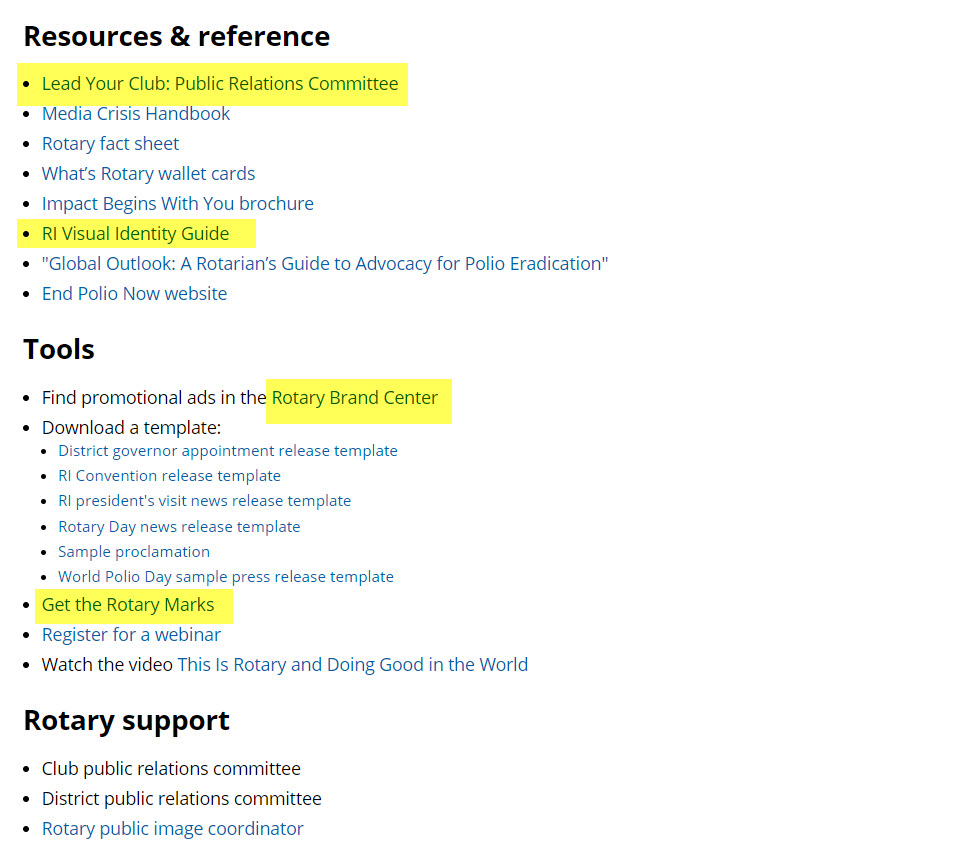 Resources & reference
Lead Your Club: Public Relations Committee
Media Crisis Handbook
Rotary fact sheet
What’s Rotary wallet cards
Impact Begins With You brochure
RI Visual Identity Guide
"Global Outlook: A Rotarian’s Guide to Advocacy for Polio Eradication"
End Polio Now website
Tools
Find promotional ads in the Rotary Brand Center
Download a template:
District governor appointment release template
RI Convention release template
RI president's visit news release template
Rotary Day news release template
Sample proclamation
World Polio Day sample press release template
Get the Rotary Marks
Register for a webinar
Watch the video This Is Rotary and Doing Good in the World
Rotary support
Club public relations committee
District public relations committee
Rotary public image coordinator